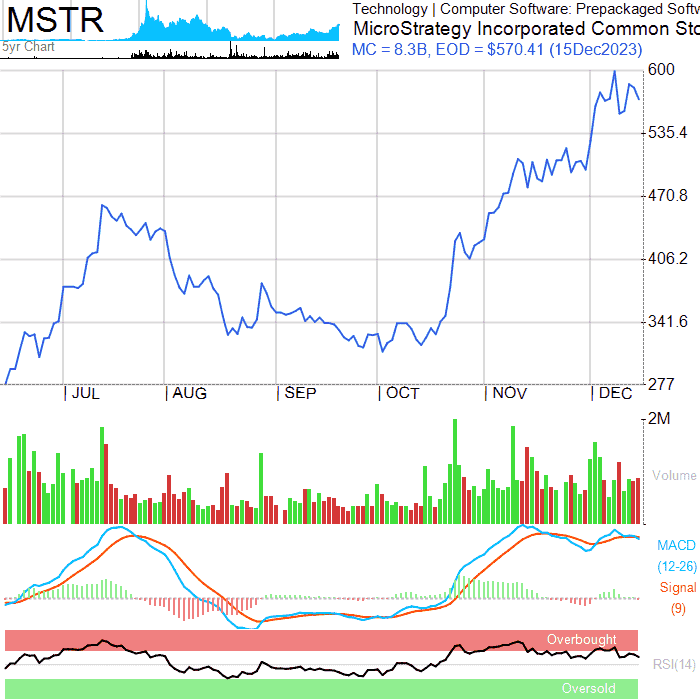 MSTR
5yr Chart
Technology | Computer Software: Prepackaged Softw
MicroStrategy Incorporated Common Sto
MC = 8.3B, EOD = $570.41 (15Dec2023)
600
535.4
470.8
406.2
341.6
277
JUL AUG SEP OCT NOV DEC
2M
Volume
MACD
(12-26)
Signal
(9)
Overbought
RSI(14)
Oversold